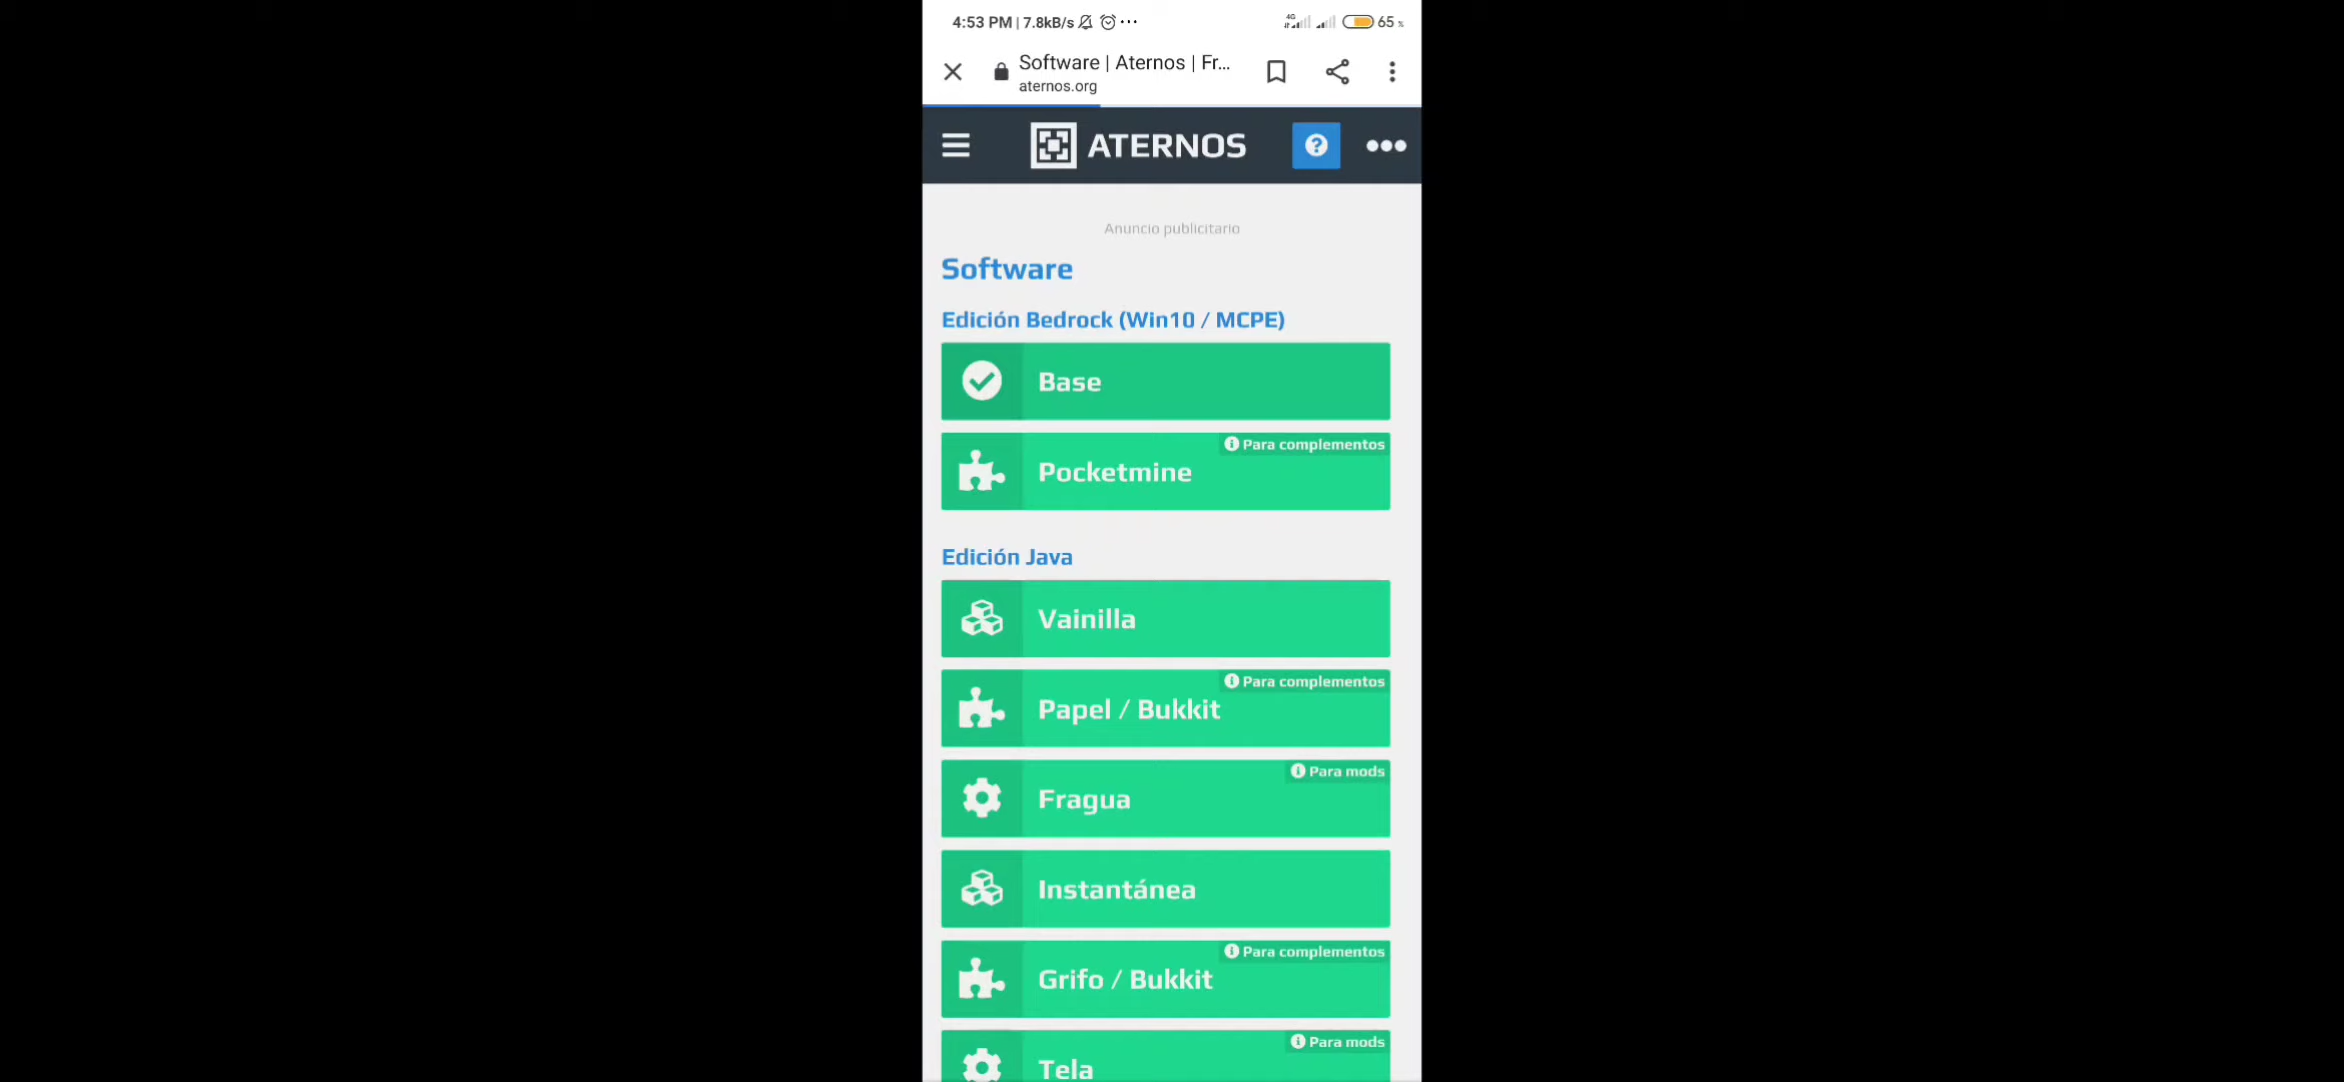 4:53 PM | 7.8kB/s ··· 4G 65 %
Software | Aternos | Fr...
aternos.org
ATERNOS
Anuncio publicitario
Software
Edición Bedrock (Win10 / MCPE)
Base
Para complementos
Pocketmine
Edición Java
Vainilla
Para complementos
Papel / Bukkit
Para mods
Fragua
Instantánea
Para complementos
Grifo / Bukkit
Para mods
Tela